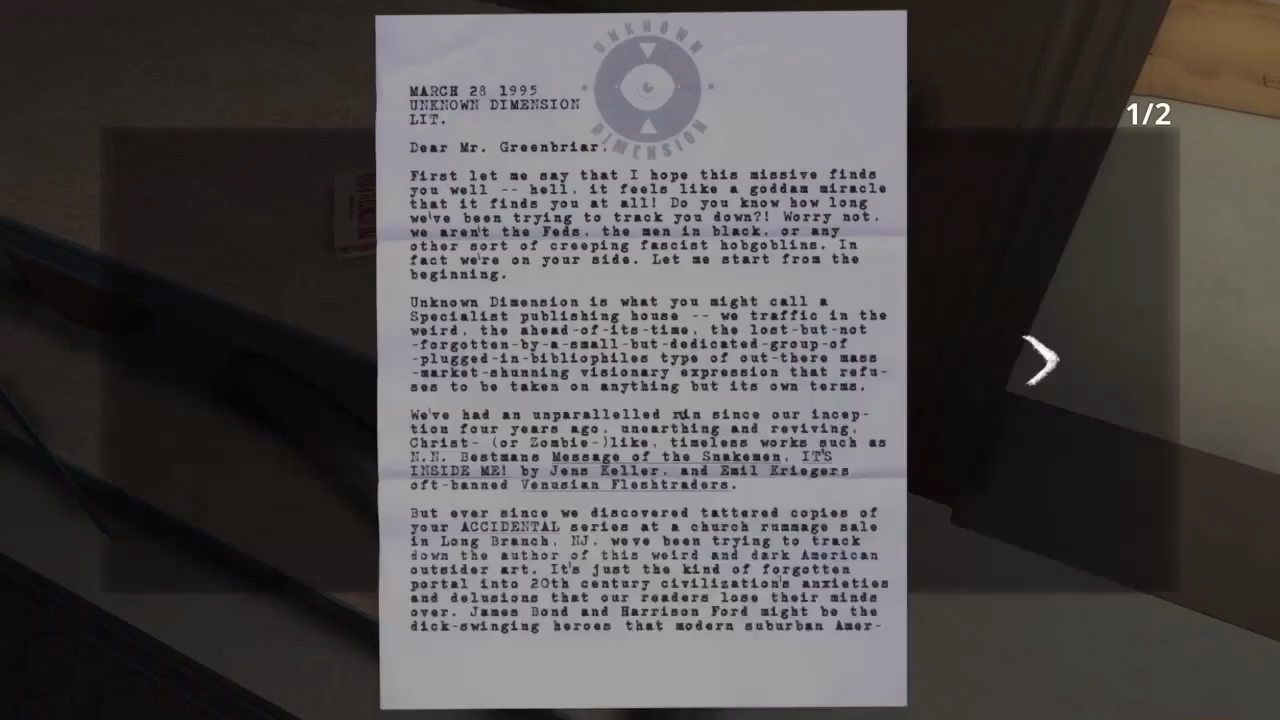 UNKNOWN
DIMENSION
1/2
MARCH 28 1995
UNKNOWN DIMENSION
LIT.
Dear Mr. Greenbriar.
First let me say that I hope this missive finds
you well -- hell, it feels like a goddam miracle
that it finds you at all! Do you know how long
we've been trying to track you down?! Worry not,
we aren't the Feds, the men in black, or any
other sort of creeping fascist hobgoblins. In
fact we're on your side. Let me start from the
beginning.
Unknown Dimension is what you might call a
Specialist publishing house -- we traffic in the
weird, the ahead-of-its-time, the lost-but-not
-forgotten-by-a-small-but-dedicated-group-of
-plugged-in-bibliophiles type of out-there mass
-market-shunning visionary expression that refu-
ses to be taken on anything but its own terms.
We've had an unparallelled run since our incep-
tion four years ago, unearthing and reviving,
Christ- (or Zombie-)like, timeless works such as
N.N. Bestmans Message of the Snakemen, IT'S
INSIDE ME! by Jens Keller, and Emil Kriegers
oft-banned Venusian Fleshtraders.
But ever since we discovered tattered copies of
your ACCIDENTAL series at a church rummage sale
in Long Branch, NJ, we've been trying to track
down the author of this weird and dark American
outsider art. It's just the kind of forgotten
portal into 20th century civilization's anxieties
and delusions that our readers lose their minds
over. James Bond and Harrison Ford might be the
dick-swinging heroes that modern suburban Amer-